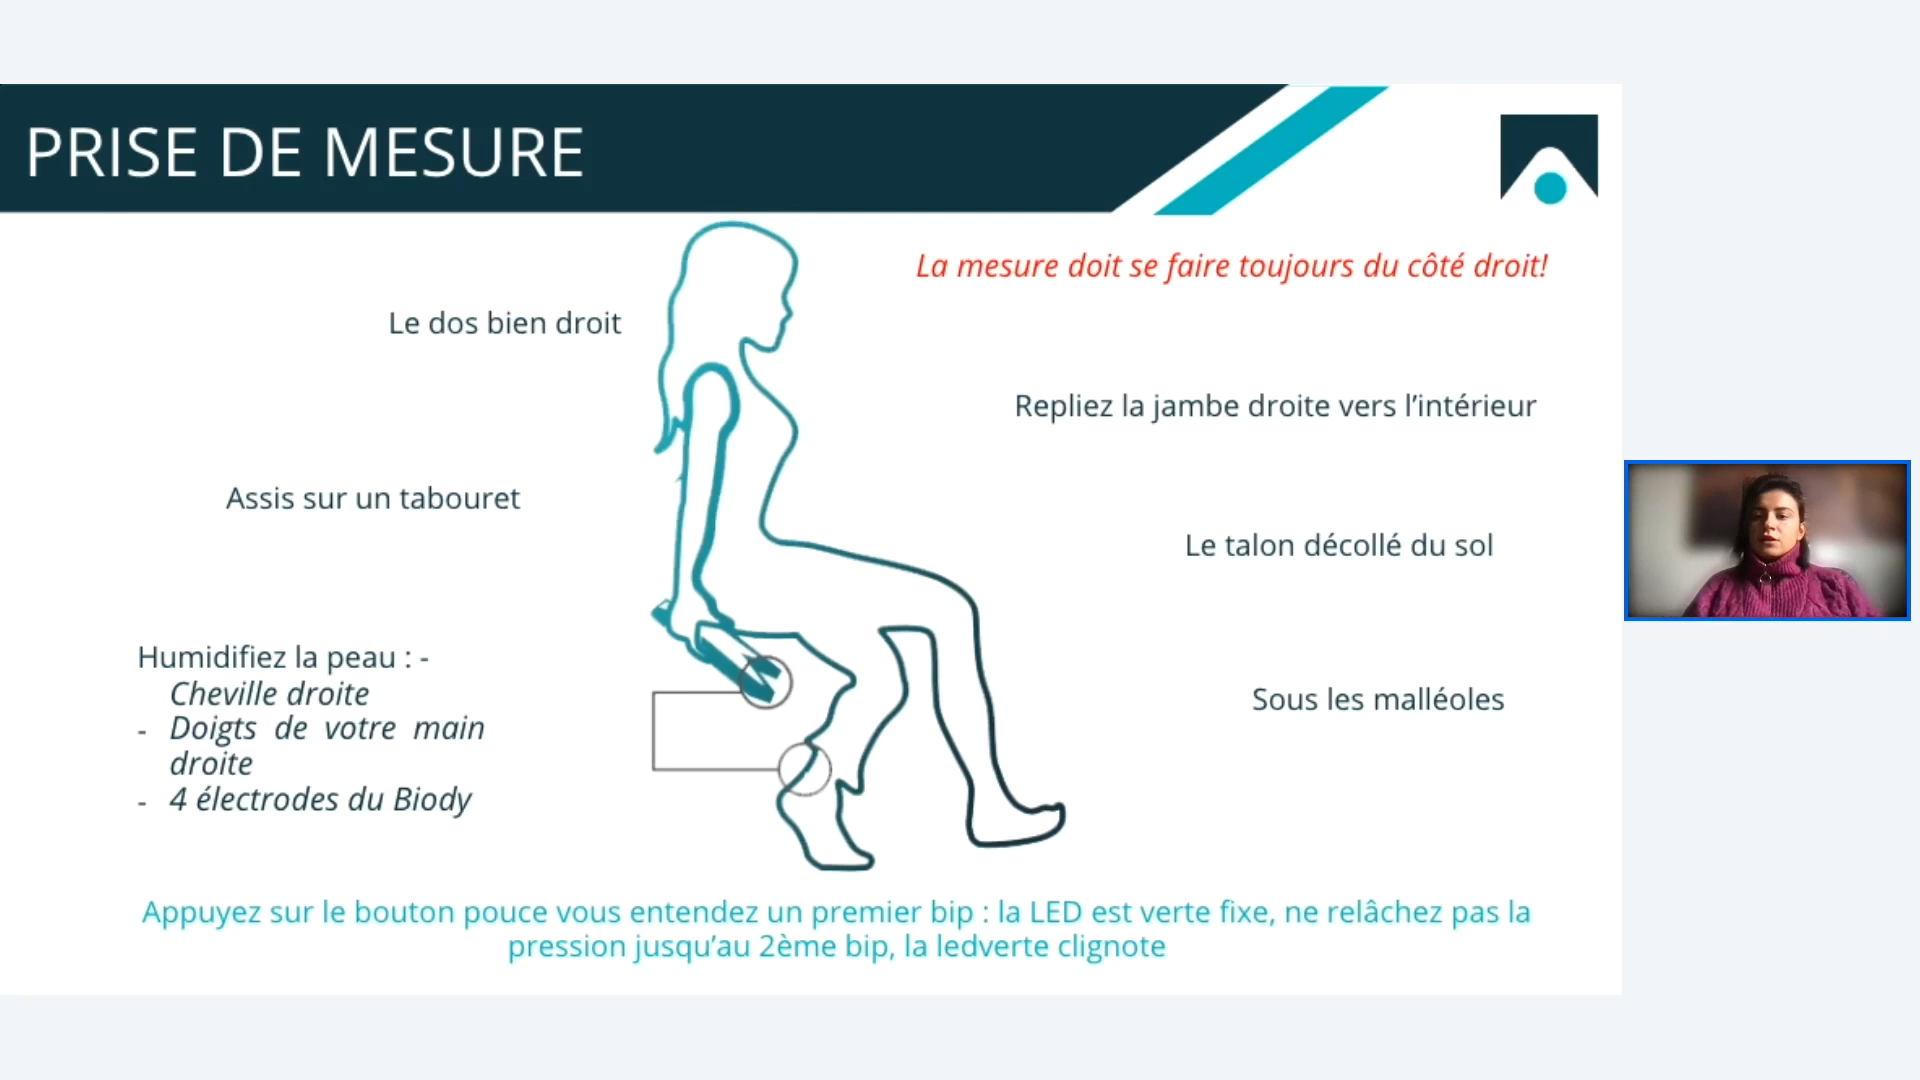 PRISE DE MESURE
La mesure doit se faire toujours du côté droit!
Le dos bien droit
Repliez la jambe droite vers l’intérieur
Assis sur un tabouret
Le talon décollé du sol
Humidifiez la peau : -
Cheville droite
- Doigts de votre main
droite
- 4 électrodes du Biody
Sous les malléoles
Appuyez sur le bouton pouce vous entendez un premier bip : la LED est verte fixe, ne relâchez pas la
pression jusqu’au 2ème bip, la ledverte clignote